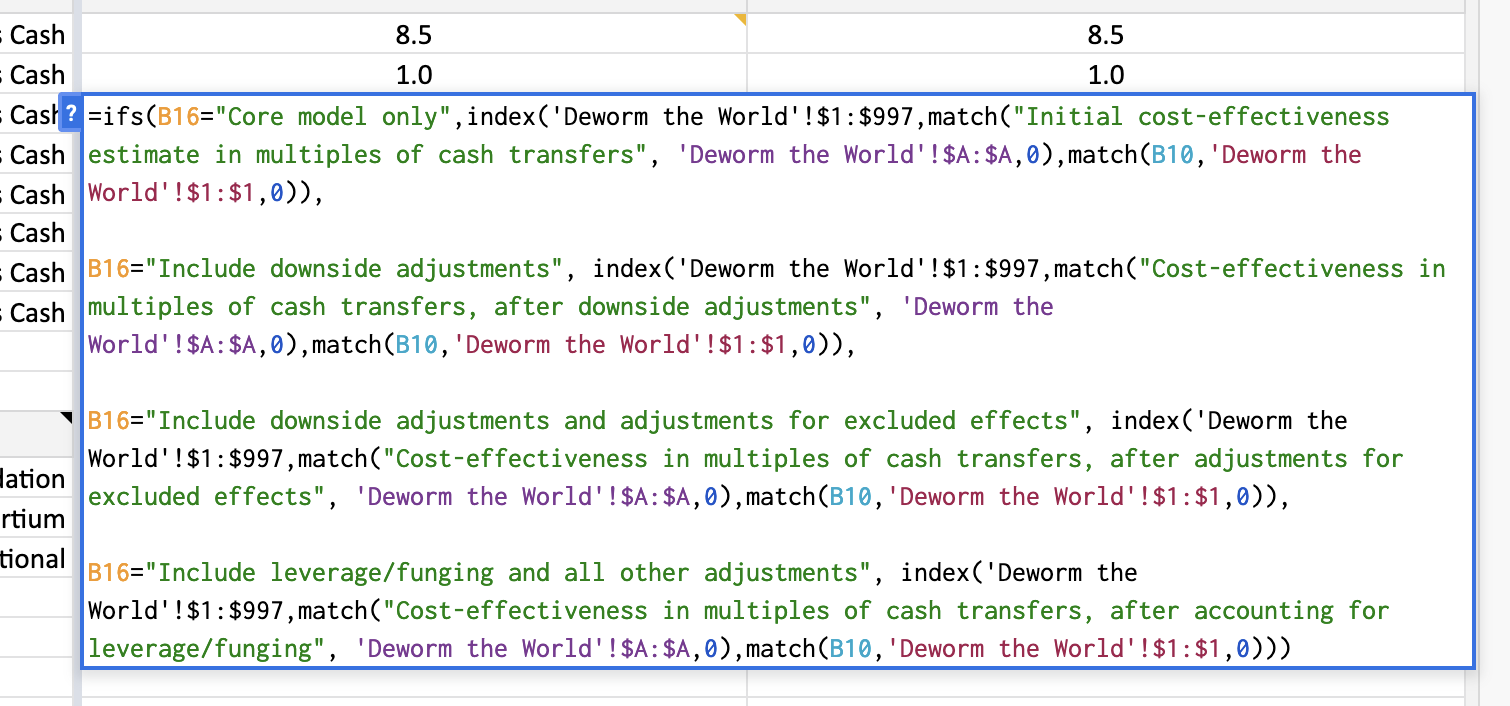 s Cash 8.5 8.5
s Cash 1.0 1.0
s Cash ? =ifs(B16="Core model only",index('Deworm the World'!$1:$997,match("Initial cost-effectiveness
s Cash estimate in multiples of cash transfers", 'Deworm the World'!$A:$A,0),match(B10,'Deworm the
s Cash World'!$1:$1,0)),
s Cash
s Cash B16="Include downside adjustments", index('Deworm the World'!$1:$997,match("Cost-effectiveness in
s Cash multiples of cash transfers, after downside adjustments", 'Deworm the
World'!$A:$A,0),match(B10,'Deworm the World'!$1:$1,0)),
B16="Include downside adjustments and adjustments for excluded effects", index('Deworm the
World'!$1:$997,match("Cost-effectiveness in multiples of cash transfers, after adjustments for
dation excluded effects", 'Deworm the World'!$A:$A,0),match(B10,'Deworm the World'!$1:$1,0)),
rtium
tional B16="Include leverage/funging and all other adjustments", index('Deworm the
World'!$1:$997,match("Cost-effectiveness in multiples of cash transfers, after accounting for
leverage/funging", 'Deworm the World'!$A:$A,0),match(B10,'Deworm the World'!$1:$1,0)))